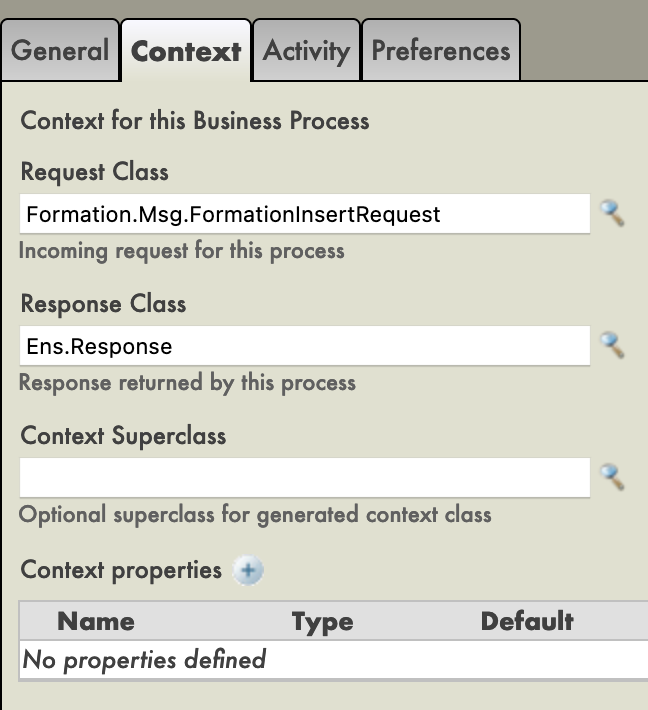 General Context Activity Preferences
Context for this Business Process
Request Class
Formation.Msg.FormationInsertRequest
Incoming request for this process
Response Class
Ens.Response
Response returned by this process
Context Superclass
Optional superclass for generated context class
Context properties
Name Type Default
No properties defined